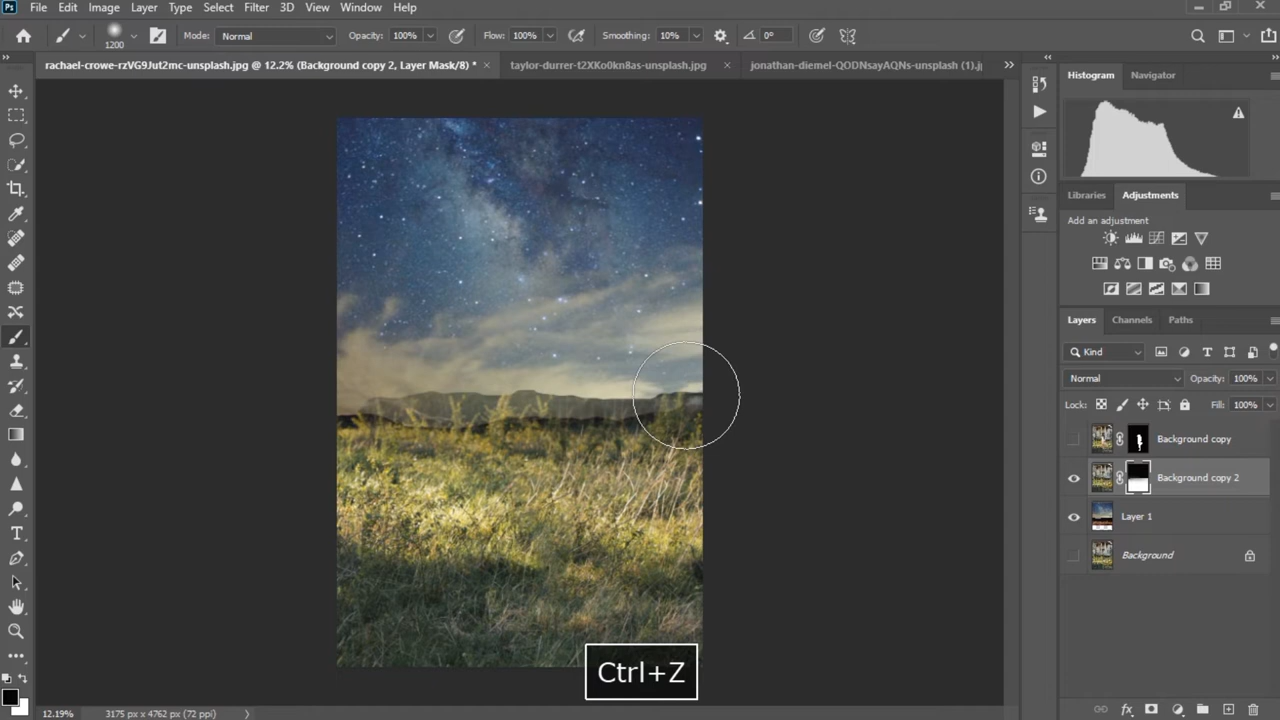 Ps File Edit Image Layer Type Select Filter 3D View Window Help
1200 Mode: Normal Opacity: 100% Flow: 100% Smoothing: 10% 0°
rachael-crowe-rzVG9Jut2mc-unsplash.jpg @ 12.2% (Background copy 2, Layer Mask/8) * taylor-durrer-t2XKo0kn8as-unsplash.jpg jonathan-diemel-QODNsayAQNs-unsplash (1).j
Histogram Navigator
Libraries Adjustments
Add an adjustment
Layers Channels Paths
Kind
Normal Opacity: 100%
Lock: Fill: 100%
Background copy
Background copy 2
Layer 1
Background
Ctrl+Z
12.19% 3175 px x 4762 px (72 ppi)